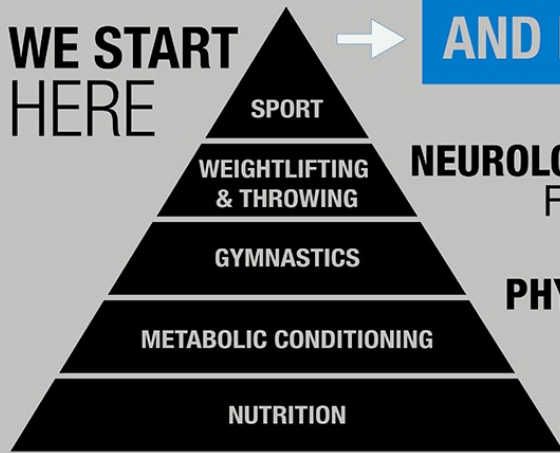 WE START
HERE
AND
SPORT
WEIGHTLIFTING
& THROWING
GYMNASTICS
METABOLIC CONDITIONING
NUTRITION